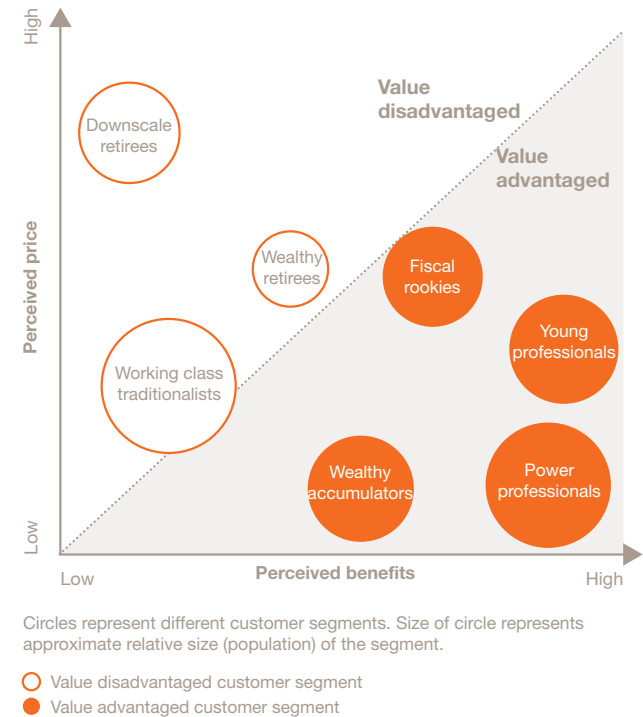 High
Perceived price
Low
Value
disadvantaged
Value
advantaged
Downscale
retirees
Wealthy
retirees
Fiscal
rookies
Young
professionals
Working class
traditionalists
Wealthy
accumulators
Power
professionals
Low
Perceived benefits
High
Circles represent different customer segments. Size of circle represents
approximate relative size (population) of the segment.
Value disadvantaged customer segment
Value advantaged customer segment